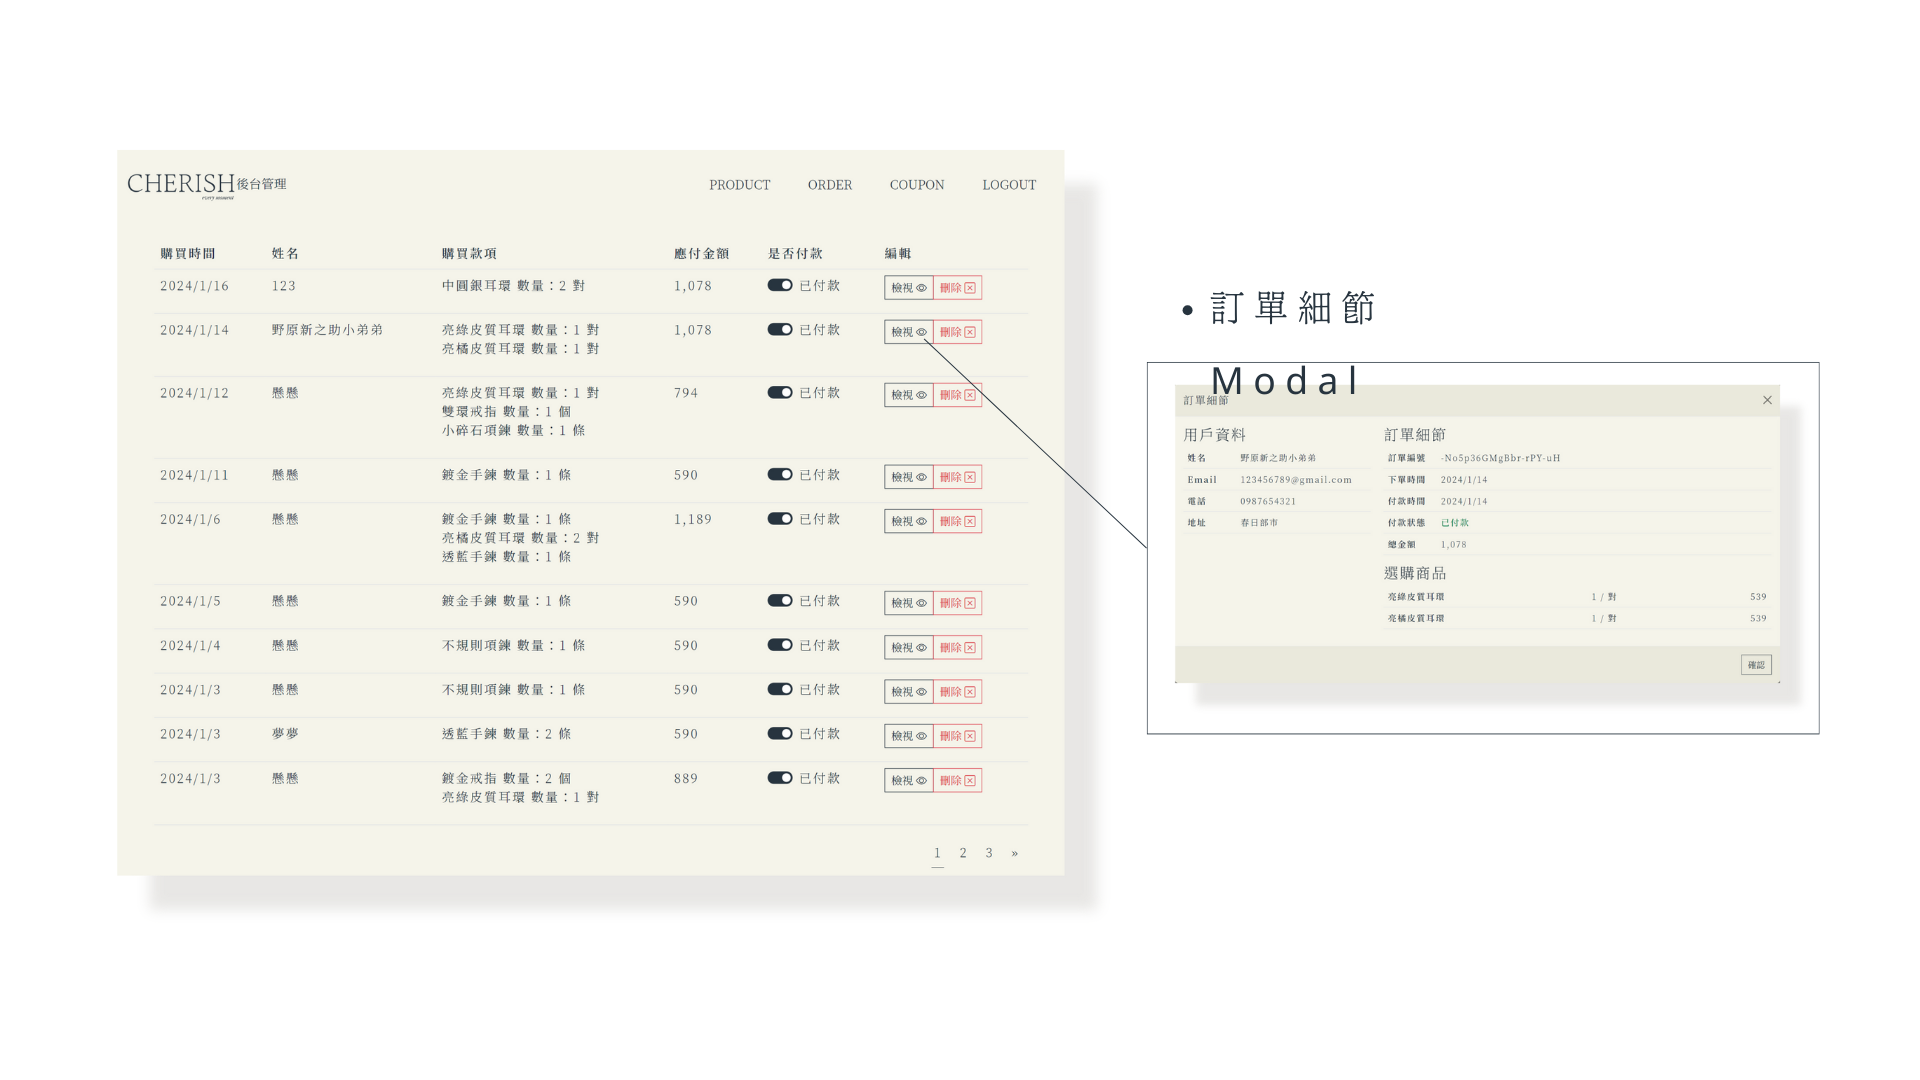 CHERISH後台管理
every moment
PRODUCT ORDER COUPON LOGOUT
購買時間 姓名 購買款項 應付金額 是否付款 編輯
2024/1/16 123 中圓銀耳環 數量：2 對 1,078 已付款 檢視 刪除
2024/1/14 野原新之助小弟弟 亮綠皮質耳環 數量：1 對 1,078 已付款 檢視 刪除
亮橘皮質耳環 數量：1 對
2024/1/12 懸懸 亮綠皮質耳環 數量：1 對 794 已付款 檢視 刪除
雙環戒指 數量：1 個
小碎石項鍊 數量：1 條
2024/1/11 懸懸 鍍金手鍊 數量：1 條 590 已付款 檢視 刪除
2024/1/6 懸懸 鍍金手鍊 數量：1 條 1,189 已付款 檢視 刪除
亮橘皮質耳環 數量：2 對
透藍手鍊 數量：1 條
2024/1/5 懸懸 鍍金手鍊 數量：1 條 590 已付款 檢視 刪除
2024/1/4 懸懸 不規則項鍊 數量：1 條 590 已付款 檢視 刪除
2024/1/3 懸懸 不規則項鍊 數量：1 條 590 已付款 檢視 刪除
2024/1/3 夢夢 透藍手鍊 數量：2 條 590 已付款 檢視 刪除
2024/1/3 懸懸 鍍金戒指 數量：2 個 889 已付款 檢視 刪除
亮綠皮質耳環 數量：1 對
1 2 3 »
• 訂單細節
Modal
訂單細節
用戶資料
姓名 野原新之助小弟弟
Email 123456789@gmail.com
電話 0987654321
地址 春日部市
訂單細節
訂單編號 -No5p36GMgBbr-rPY-uH
下單時間 2024/1/14
付款時間 2024/1/14
付款狀態 已付款
總金額 1,078
選購商品
亮綠皮質耳環 1 / 對 539
亮橘皮質耳環 1 / 對 539
確認